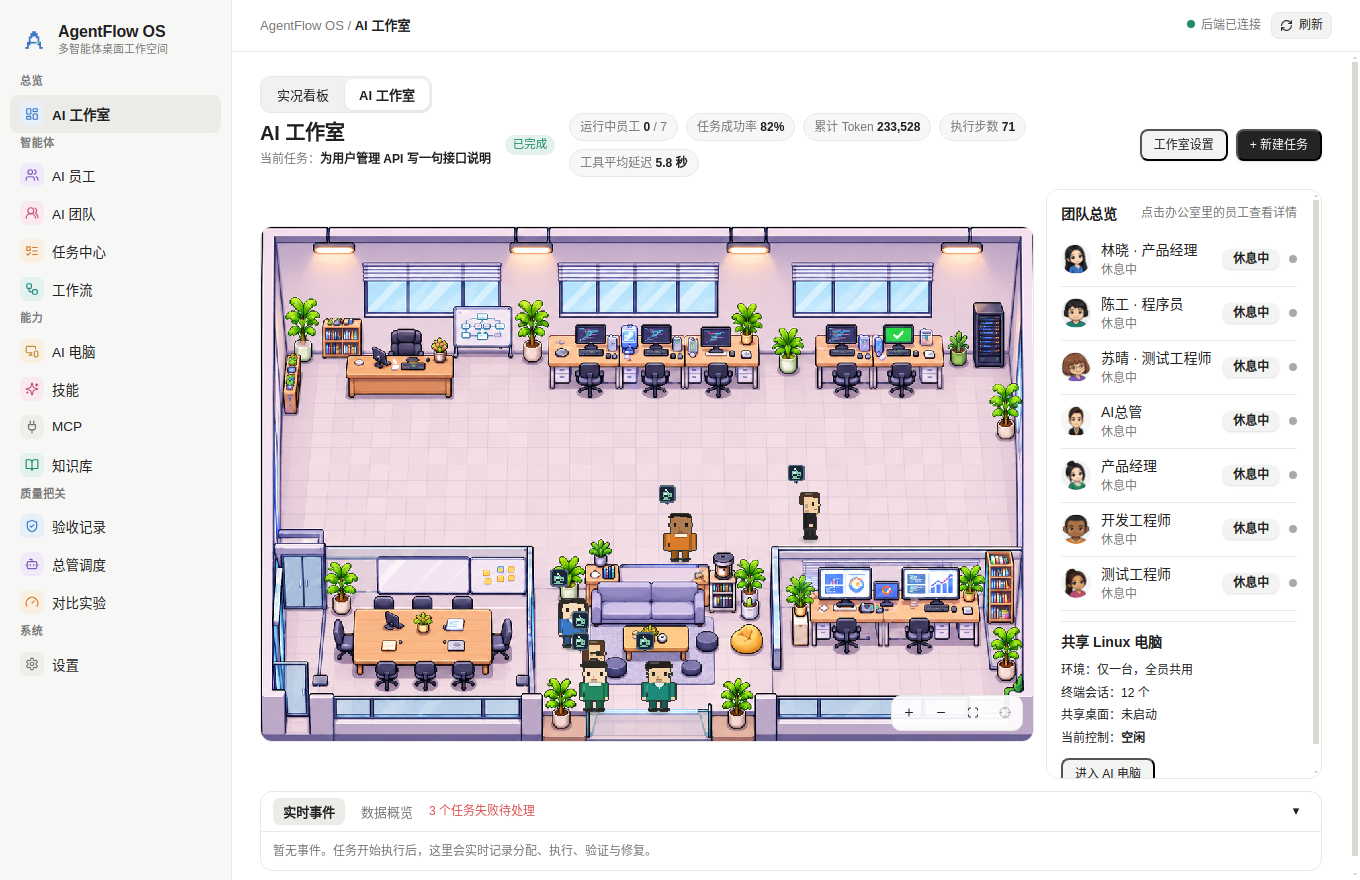 AgentFlow OS
多智能体桌面工作空间
总览
AI 工作室
智能体
AI 员工
AI 团队
任务中心
工作流
能力
AI 电脑
技能
MCP
知识库
质量把关
验收记录
总管调度
对比实验
系统
设置
AgentFlow OS / AI 工作室
后端已连接
刷新
实况看板
AI 工作室
AI 工作室
当前任务: 为用户管理 API 写一句接口说明
已完成
运行中员工 0 / 7
任务成功率 82%
累计 Token 233,528
执行步数 71
工具平均延迟 5.8 秒
工作室设置
+ 新建任务
团队总览
点击办公室里的员工查看详情
林晓 · 产品经理
休息中
休息中
陈工 · 程序员
休息中
休息中
苏晴 · 测试工程师
休息中
休息中
AI总管
休息中
休息中
产品经理
休息中
休息中
开发工程师
休息中
休息中
测试工程师
休息中
休息中
共享 Linux 电脑
环境: 仅一台，全员共用
终端会话: 12 个
共享桌面: 未启动
当前控制: 空闲
进入 AI 电脑
实时事件
数据概览
3 个任务失败待处理
暂无事件。任务开始执行后，这里会实时记录分配、执行、验证与修复。